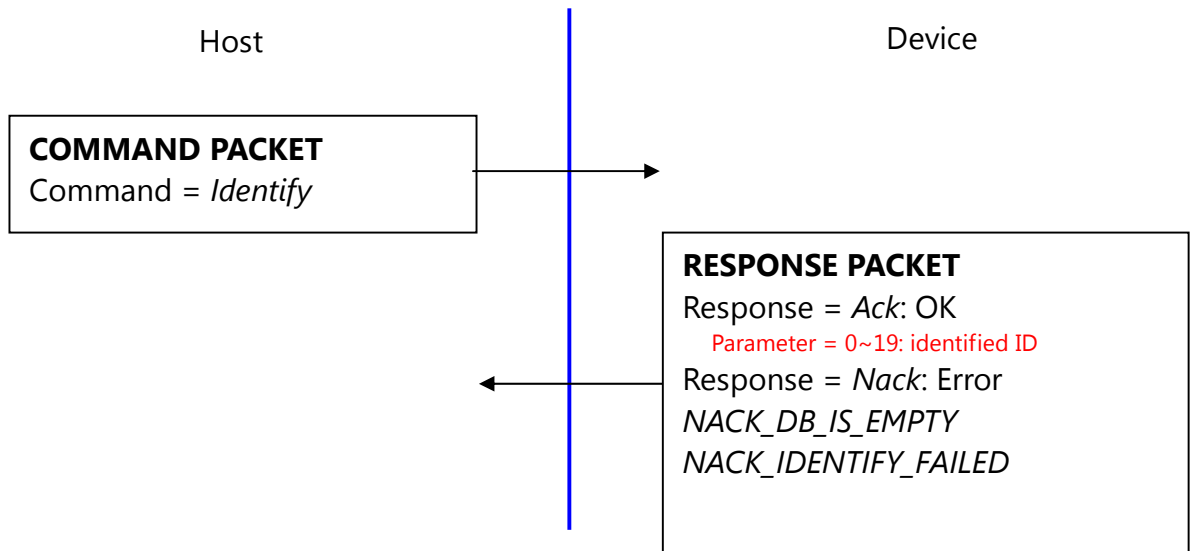 Host
Device
COMMAND PACKET
Command = Identify
RESPONSE PACKET
Response = Ack: OK
Parameter = 0~19: identified ID
Response = Nack: Error
NACK_DB_IS_EMPTY
NACK_IDENTIFY_FAILED